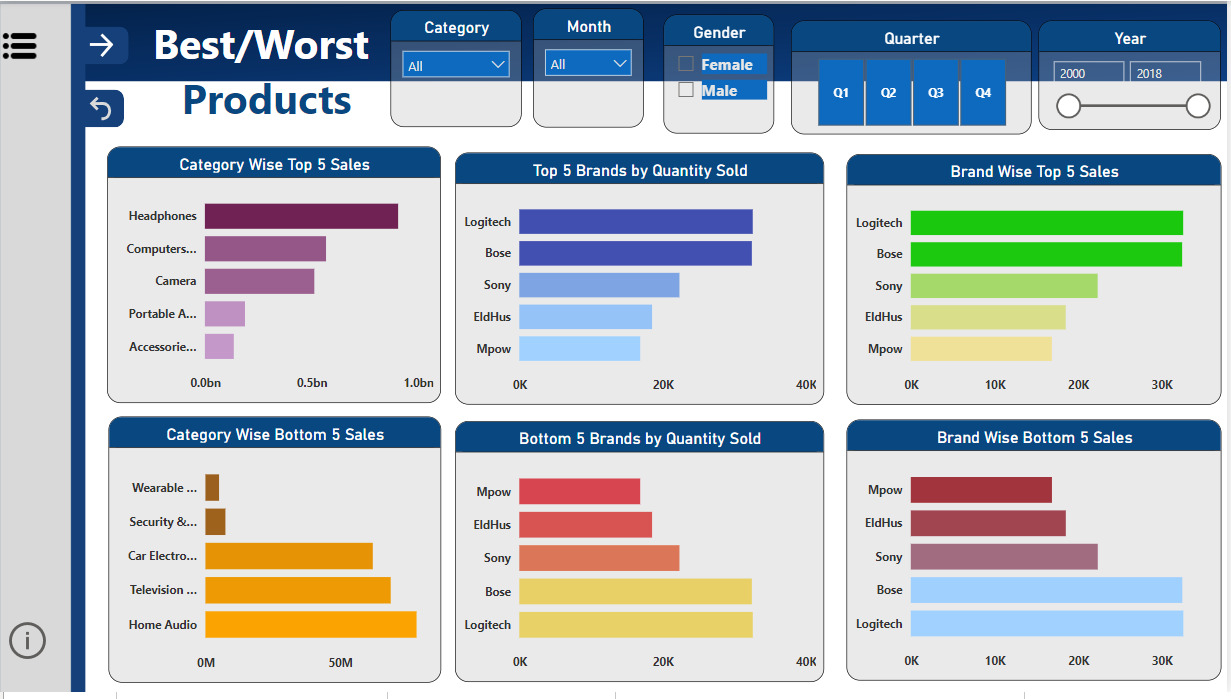 Best/Worst
Products
Category
All
Month
All
Gender
Female
Male
Quarter
Q1 Q2 Q3 Q4
Year
2000 2018
Category Wise Top 5 Sales
Headphones
Computers...
Camera
Portable A...
Accessorie...
0.0bn 0.5bn 1.0bn
Top 5 Brands by Quantity Sold
Logitech
Bose
Sony
EldHus
Mpow
0K 20K 40K
Brand Wise Top 5 Sales
Logitech
Bose
Sony
EldHus
Mpow
0K 10K 20K 30K
Category Wise Bottom 5 Sales
Wearable ...
Security &...
Car Electro...
Television ...
Home Audio
0M 50M
Bottom 5 Brands by Quantity Sold
Mpow
EldHus
Sony
Bose
Logitech
0K 20K 40K
Brand Wise Bottom 5 Sales
Mpow
EldHus
Sony
Bose
Logitech
0K 10K 20K 30K